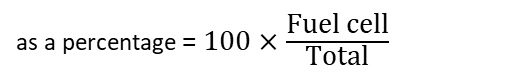 as a percentage = 100 × Fuel cell / Total